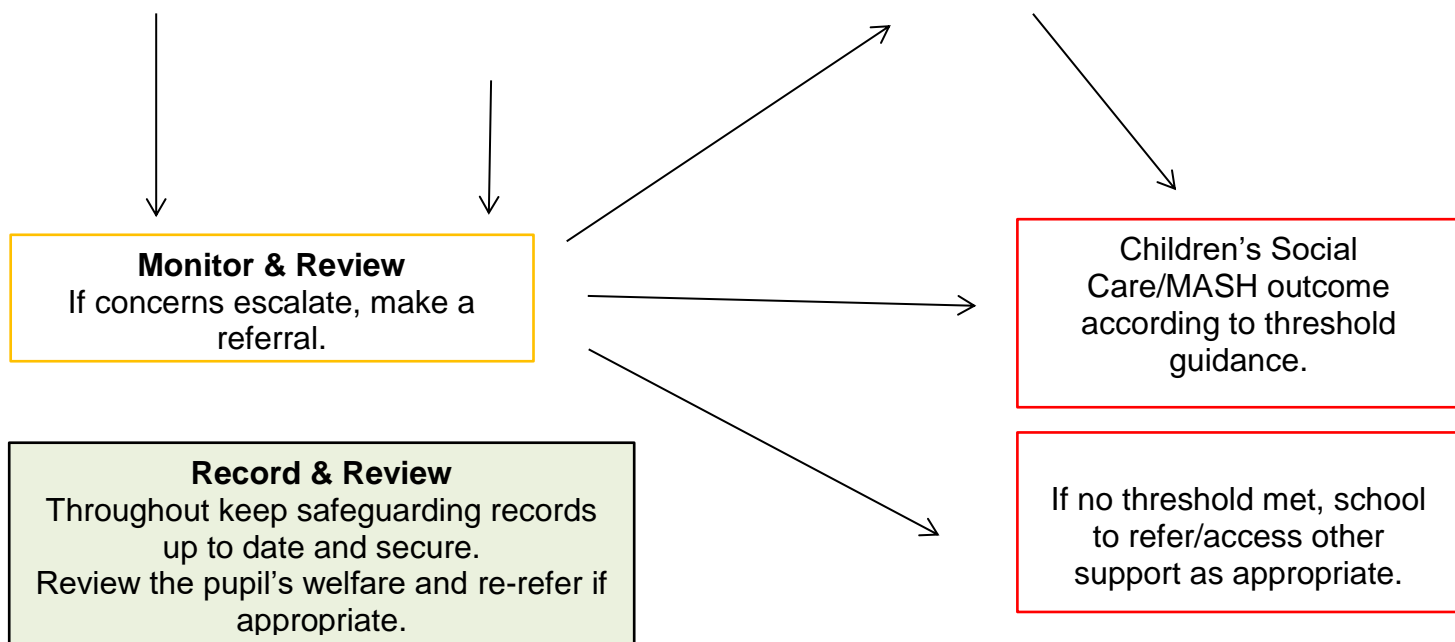 Monitor & Review
If concerns escalate, make a
referral.
Children’s Social
Care/MASH outcome
according to threshold
guidance.
Record & Review
Throughout keep safeguarding records
up to date and secure.
Review the pupil’s welfare and re-refer if
appropriate.
If no threshold met, school
to refer/access other
support as appropriate.